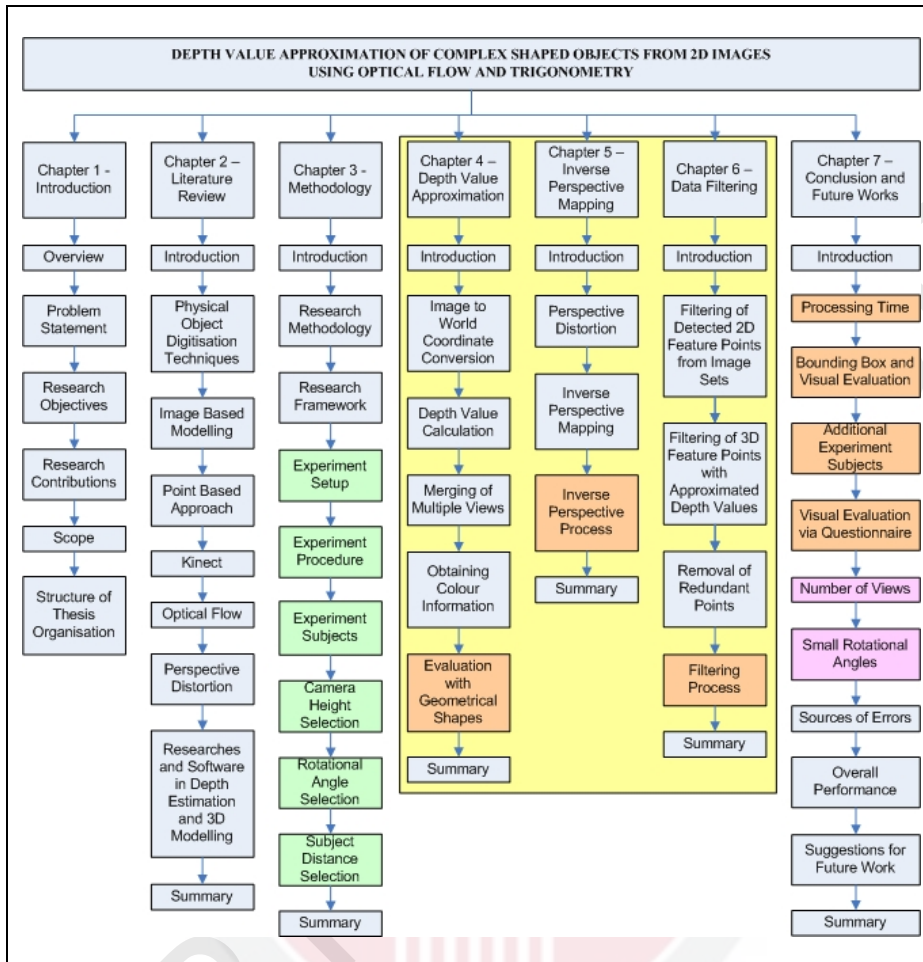 DEPTH VALUE APPROXIMATION OF COMPLEX SHAPED OBJECTS FROM 2D IMAGES
USING OPTICAL FLOW AND TRIGONOMETRY
Chapter 1 -
Introduction
Overview
Problem
Statement
Research
Objectives
Research
Contributions
Scope
Structure of
Thesis
Organisation
Chapter 2 –
Literature
Review
Introduction
Physical
Object
Digitisation
Techniques
Image Based
Modelling
Point Based
Approach
Kinect
Optical Flow
Perspective
Distortion
Researches
and Software
in Depth
Estimation
and 3D
Modelling
Summary
Chapter 3 -
Methodology
Introduction
Research
Methodology
Research
Framework
Experiment
Setup
Experiment
Procedure
Experiment
Subjects
Camera
Height
Selection
Rotational
Angle
Selection
Subject
Distance
Selection
Summary
Chapter 4 –
Depth Value
Approximation
Introduction
Image to
World
Coordinate
Conversion
Depth Value
Calculation
Merging of
Multiple Views
Obtaining
Colour
Information
Evaluation
with
Geometrical
Shapes
Summary
Chapter 5 –
Inverse
Perspective
Mapping
Introduction
Perspective
Distortion
Inverse
Perspective
Mapping
Inverse
Perspective
Process
Summary
Chapter 6 –
Data Filtering
Introduction
Filtering of
Detected 2D
Feature Points
from Image
Sets
Filtering of 3D
Feature Points
with
Approximated
Depth Values
Removal of
Redundant
Points
Filtering
Process
Summary
Chapter 7 –
Conclusion and
Future Works
Introduction
Processing Time
Bounding Box and
Visual Evaluation
Additional
Experiment
Subjects
Visual Evaluation
via Questionnaire
Number of Views
Small Rotational
Angles
Sources of Errors
Overall
Performance
Suggestions for
Future Work
Summary